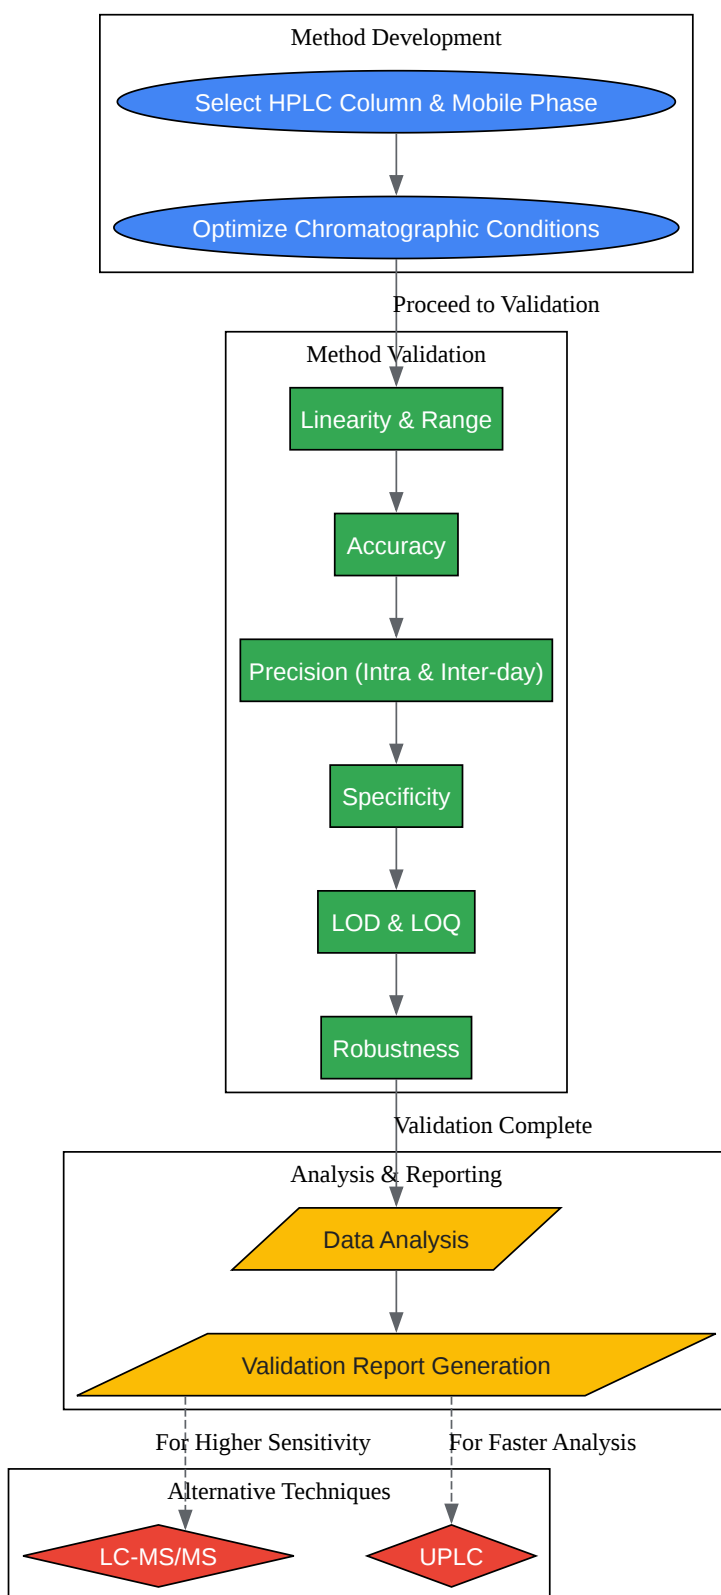 Method Development
Select HPLC Column & Mobile Phase
Optimize Chromatographic Conditions
Proceed to Validation
Method Validation
Linearity & Range
Accuracy
Precision (Intra & Inter-day)
Specificity
LOD & LOQ
Robustness
Validation Complete
Analysis & Reporting
Data Analysis
Validation Report Generation
For Higher Sensitivity
For Faster Analysis
Alternative Techniques
LC-MS/MS
UPLC